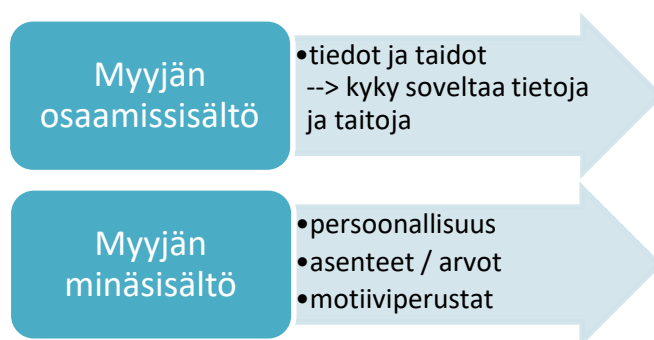 Myyjän
osaamissisältö
•tiedot ja taidot
--> kyky soveltaa tietoja
ja taitoja
Myyjän
minäsisältö
•persoonallisuus
•asenteet / arvot
•motiiviperustat